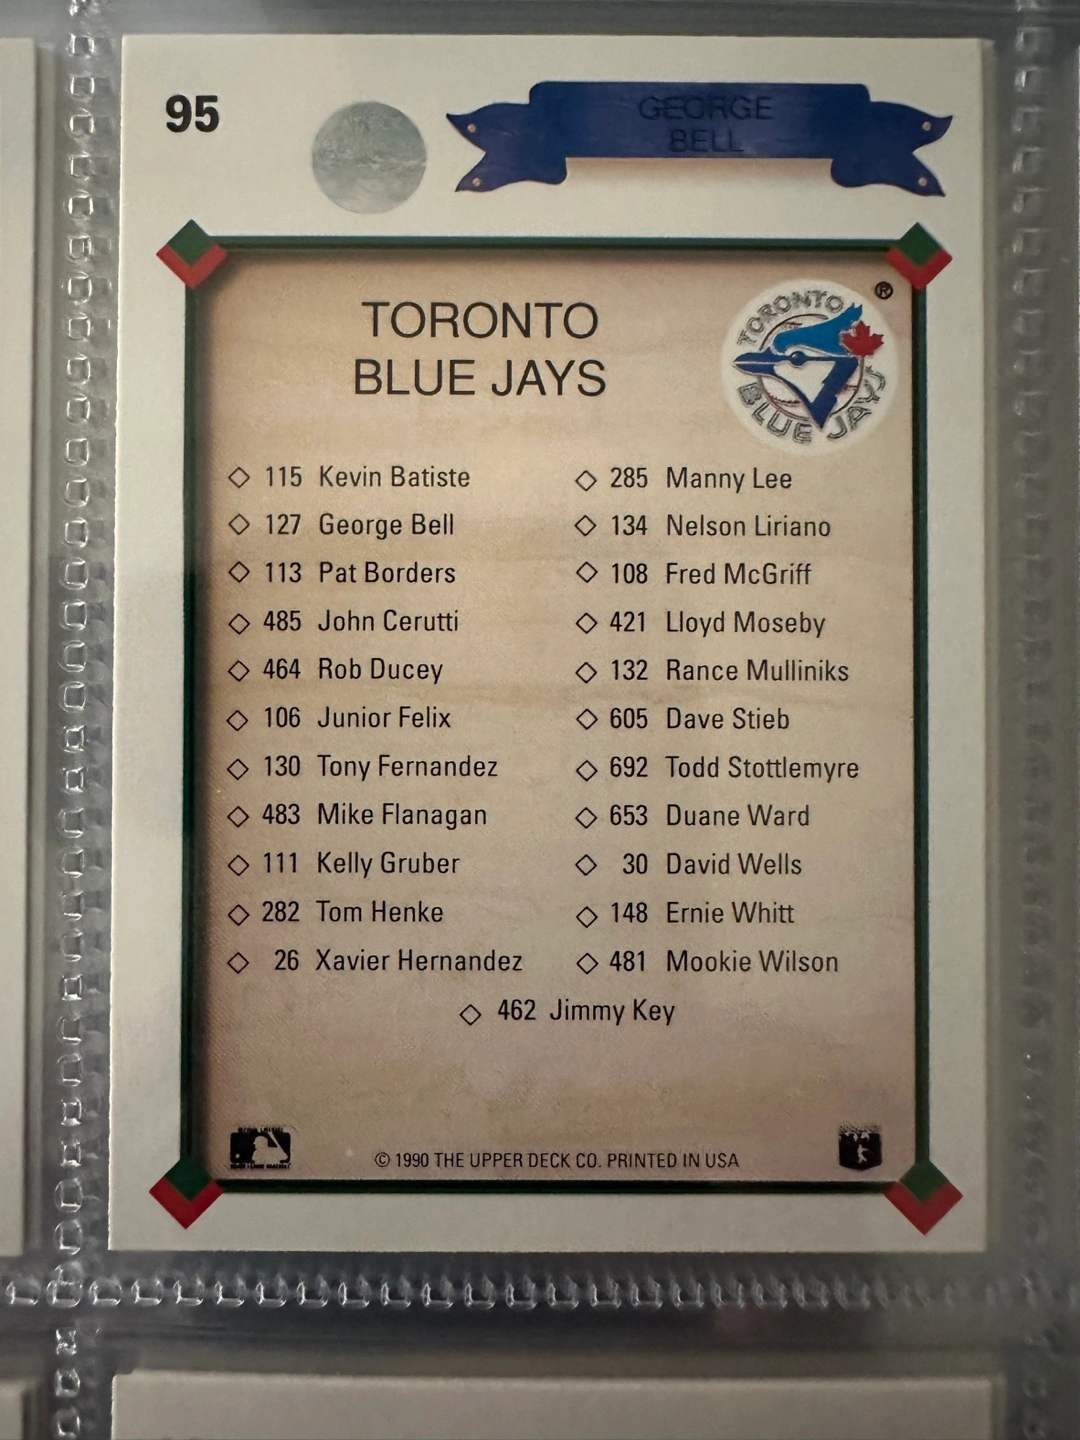 95
GEORGE
BELL
TORONTO
BLUE JAYS
TORONTO
BLUE JAYS
®
115 Kevin Batiste
127 George Bell
113 Pat Borders
485 John Cerutti
464 Rob Ducey
106 Junior Felix
130 Tony Fernandez
483 Mike Flanagan
111 Kelly Gruber
282 Tom Henke
26 Xavier Hernandez
285 Manny Lee
134 Nelson Liriano
108 Fred McGriff
421 Lloyd Moseby
132 Rance Mulliniks
605 Dave Stieb
692 Todd Stottlemyre
653 Duane Ward
30 David Wells
148 Ernie Whitt
481 Mookie Wilson
462 Jimmy Key
© 1990 THE UPPER DECK CO. PRINTED IN USA